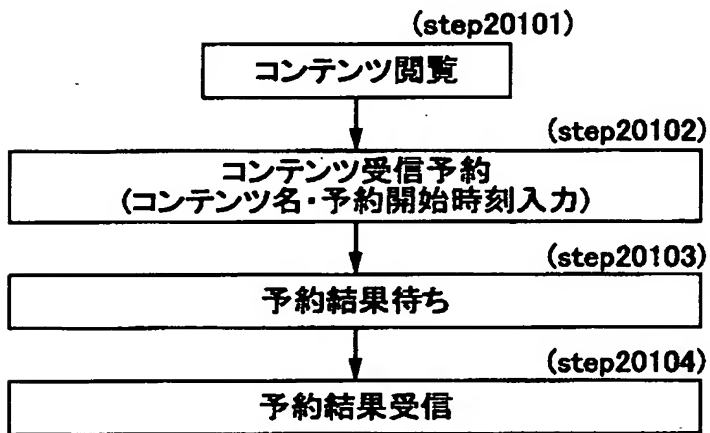 (step20101)
コンテンツ閲覧
(step20102)
コンテンツ受信予約
(コンテンツ名・予約開始時刻入力)
(step20103)
予約結果待ち
(step20104)
予約結果受信